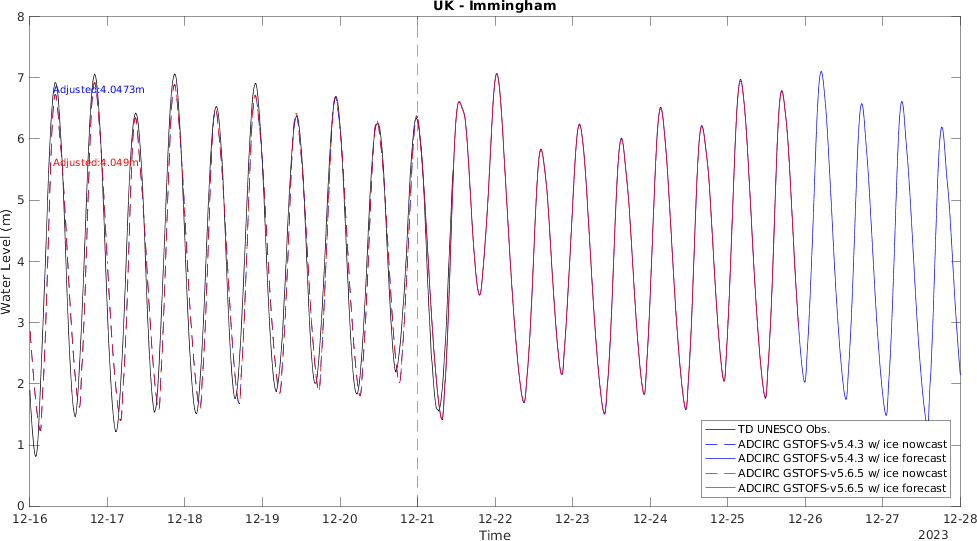 UK - Immingham
8
7
6
5
4
3
2
1
0
Water Level (m)
Adjusted:4.0473m
Adjusted:4.049m
TD UNESCO Obs.
ADCIRC GSTOFS-v5.4.3 w/ ice nowcast
ADCIRC GSTOFS-v5.4.3 w/ ice forecast
ADCIRC GSTOFS-v5.6.5 w/ ice nowcast
ADCIRC GSTOFS-v5.6.5 w/ ice forecast
12-16 12-17 12-18 12-19 12-20 12-21 12-22 12-23 12-24 12-25 12-26 12-27 12-28
Time
2023